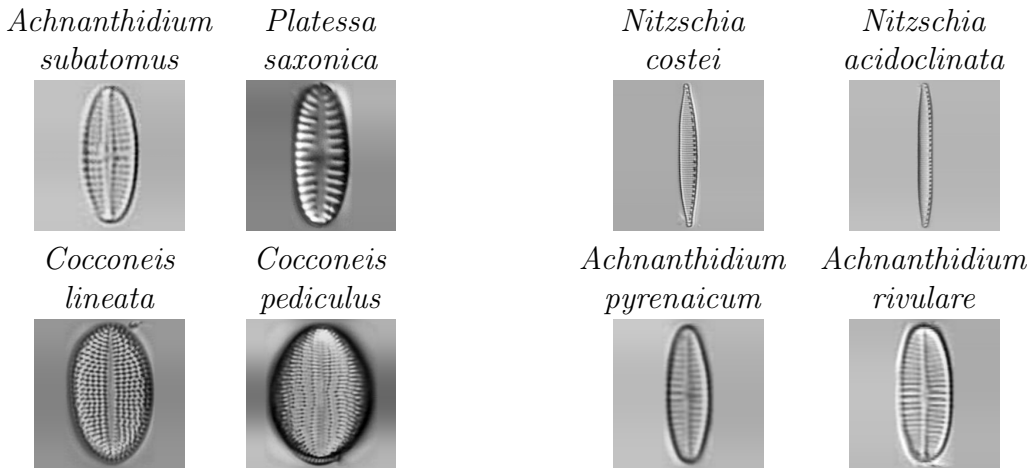 Achnanthidium
subatomus
Platessa
saxonica
Nitzschia
costei
Nitzschia
acidoclinata
Cocconeis
lineata
Cocconeis
pediculus
Achnanthidium
pyrenaicum
Achnanthidium
rivulare